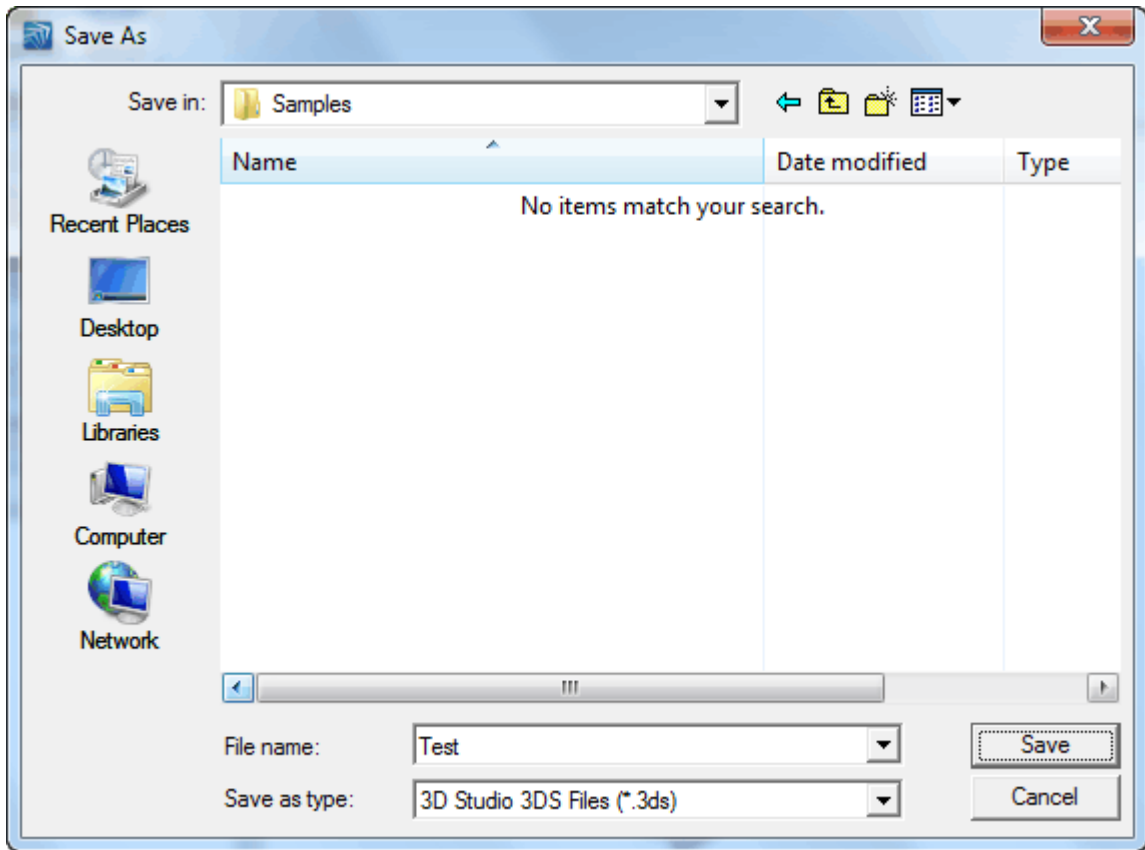 Save As
Save in: Samples
Name Date modified Type
No items match your search.
Recent Places
Desktop
Libraries
Computer
Network
File name: Test Save
Save as type: 3D Studio 3DS Files (*.3ds) Cancel